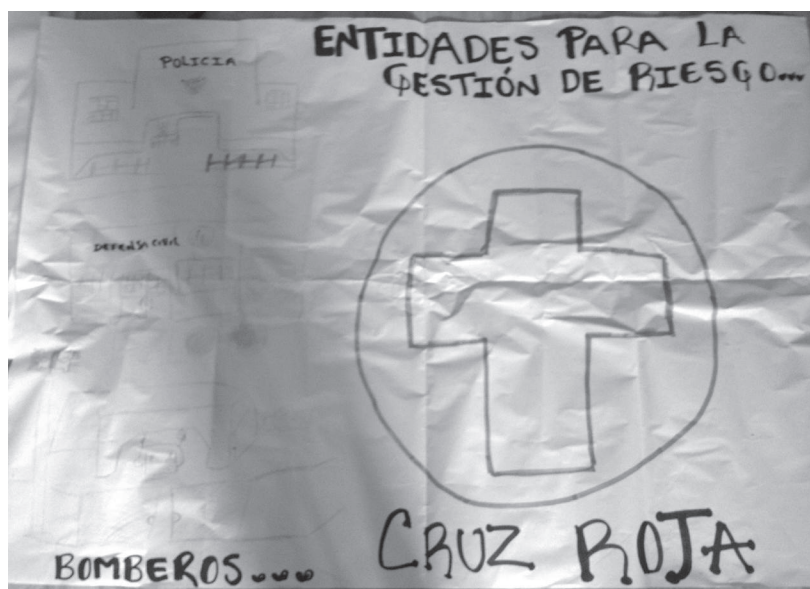 ENTIDADES PARA LA
GESTIÓN DE RIESGO...
POLICIA
DEFENSA CIVIL
CRUZ ROJA
BOMBEROS...